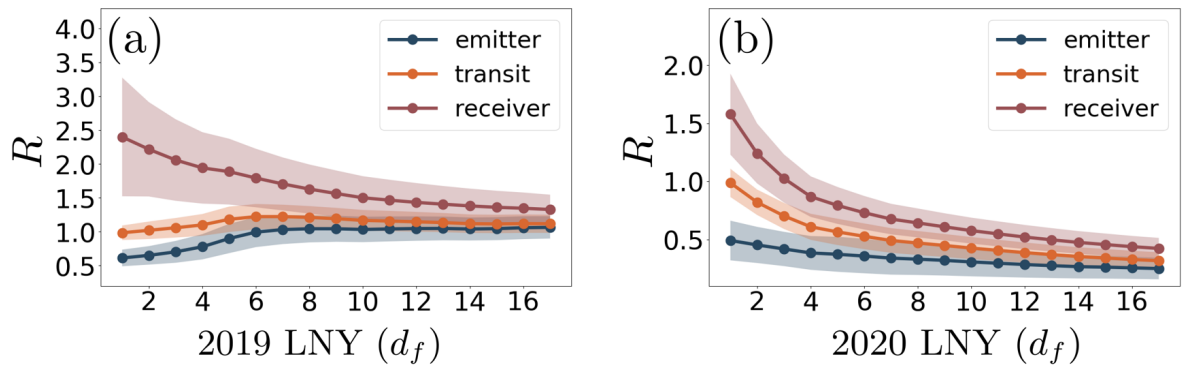 (a)
R
4.0
3.5
3.0
2.5
2.0
1.5
1.0
0.5
emitter
transit
receiver
2 4 6 8 10 12 14 16
2019 LNY (d_f)
(b)
R
2.0
1.5
1.0
0.5
emitter
transit
receiver
2 4 6 8 10 12 14 16
2020 LNY (d_f)